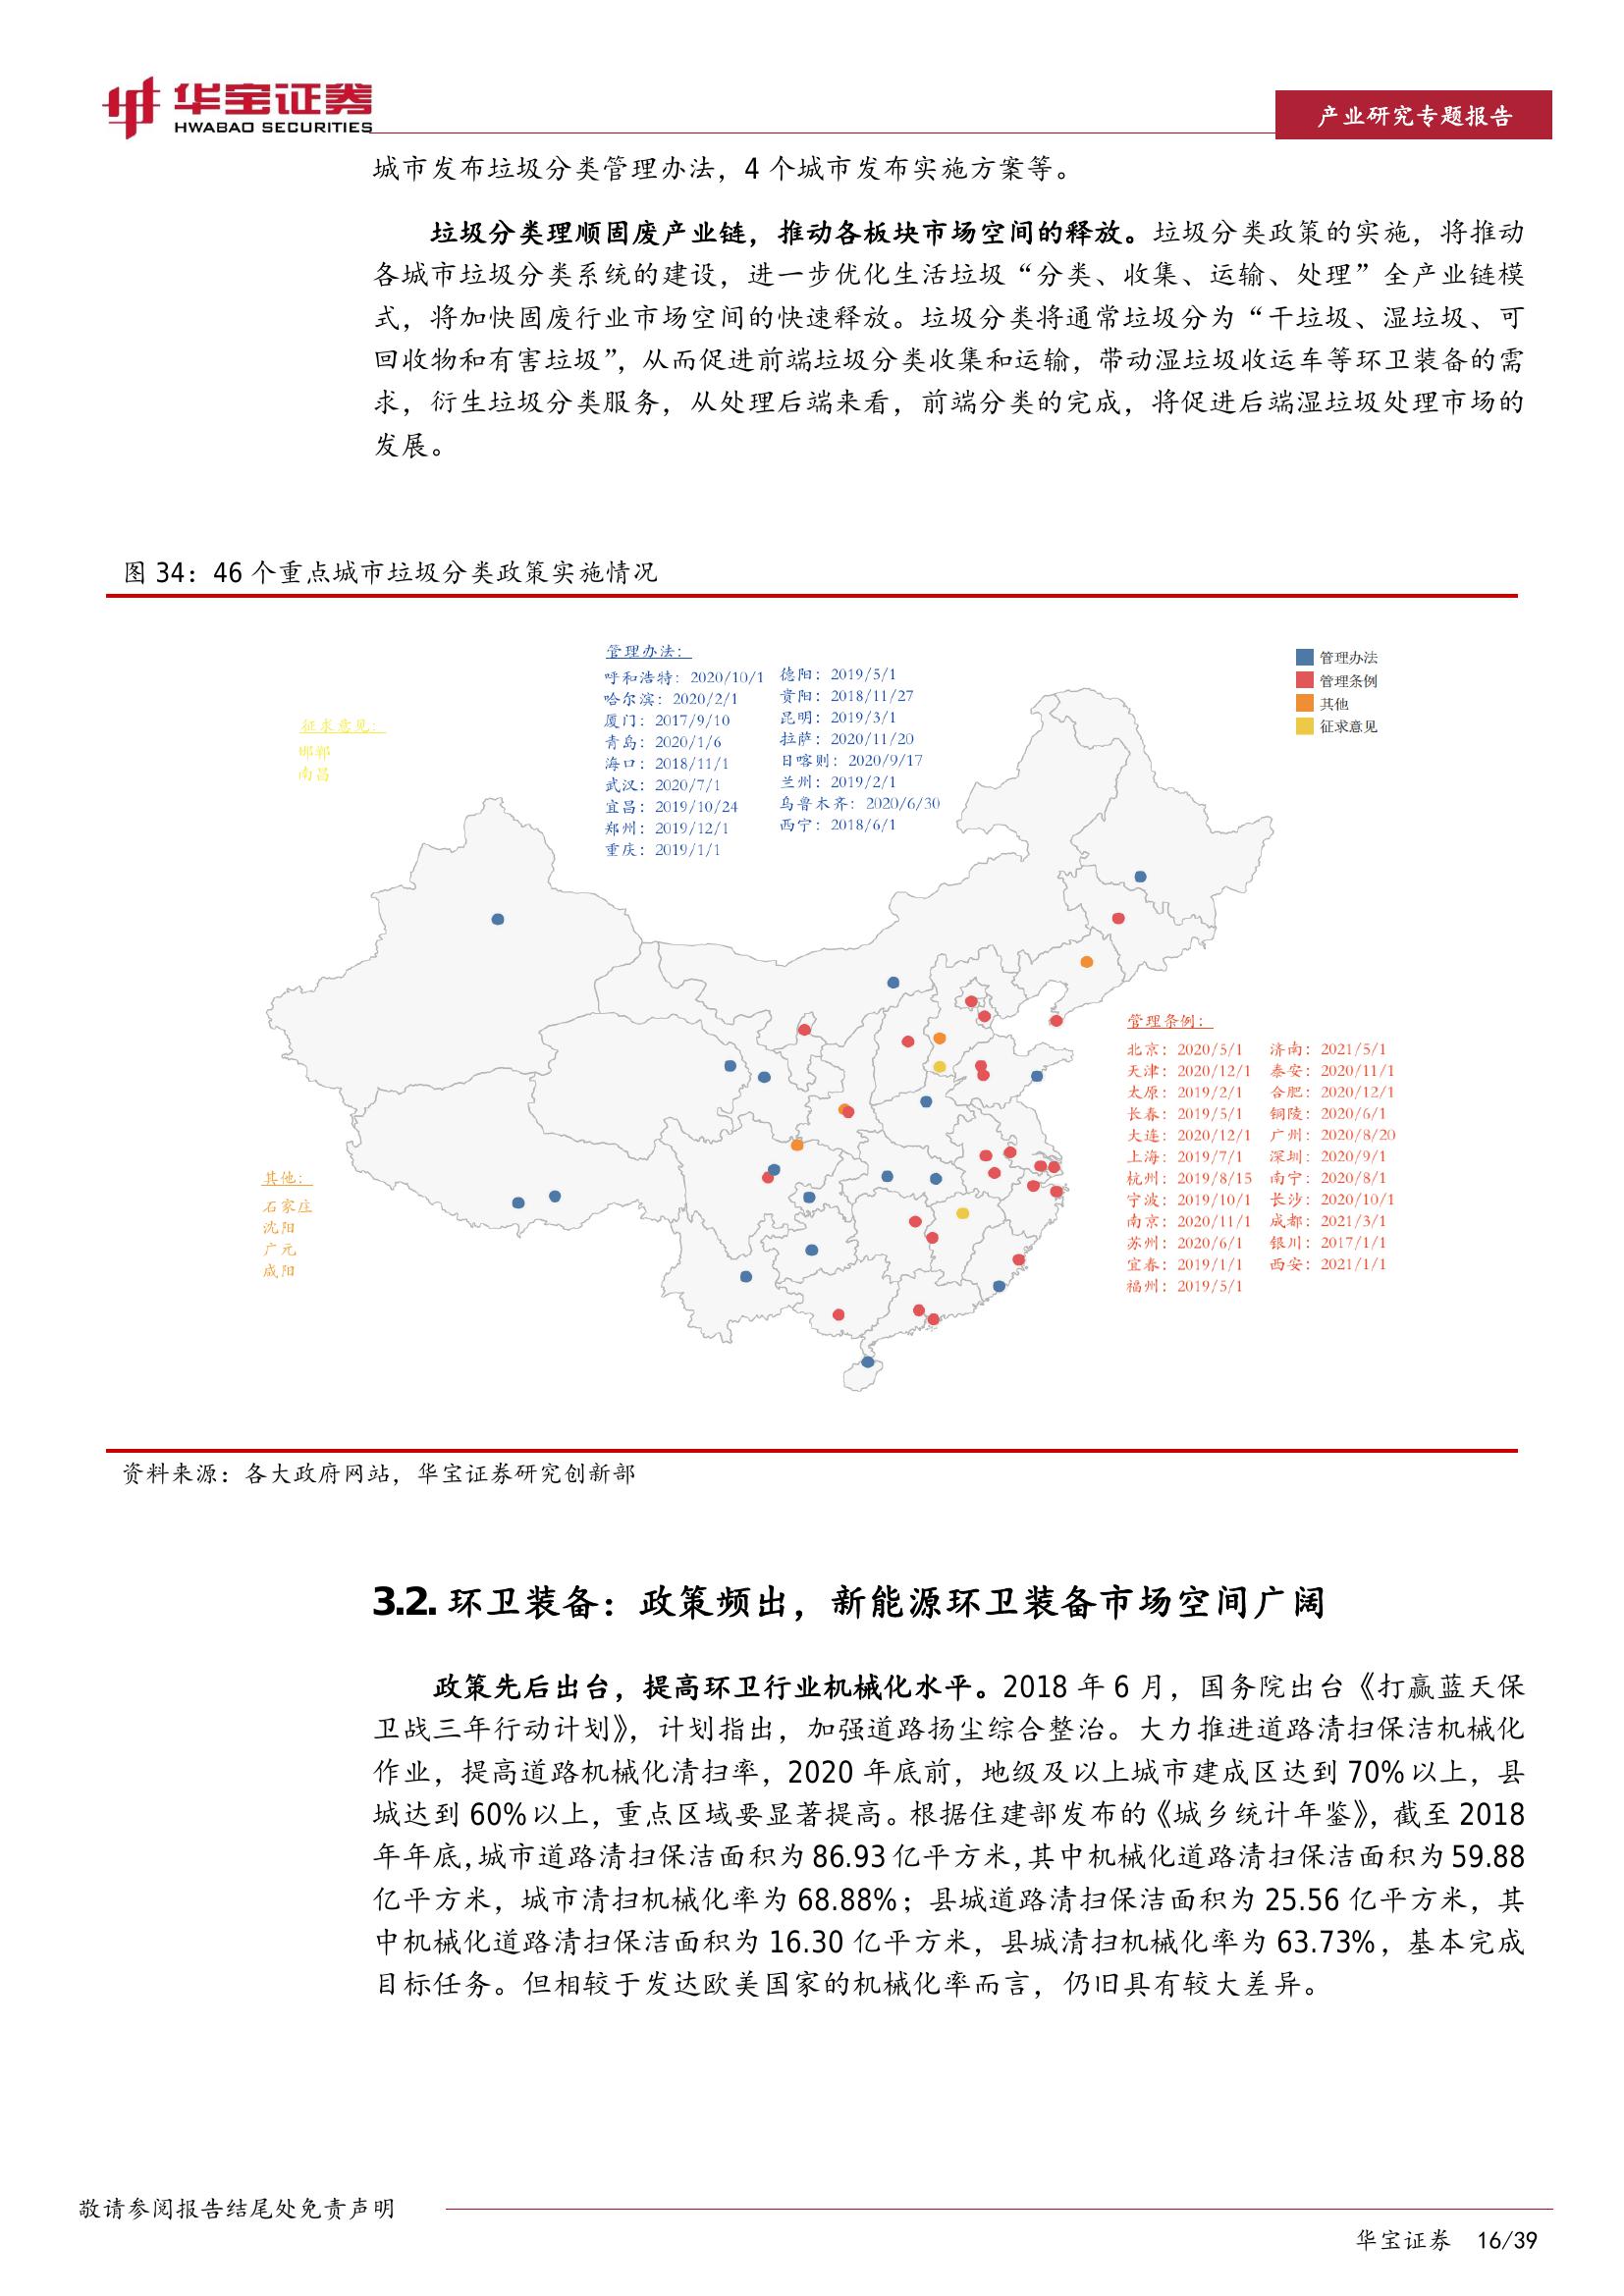 华宝证券
HWABAO SECURITIES
产业研究专题报告
城市发布垃圾分类管理办法，4 个城市发布实施方案等。
垃圾分类理顺固废产业链，推动各板块市场空间的释放。垃圾分类政策的实施，将推动
各城市垃圾分类系统的建设，进一步优化生活垃圾“分类、收集、运输、处理”全产业链模
式，将加快固废行业市场空间的快速释放。垃圾分类将通常垃圾分为“干垃圾、湿垃圾、可
回收物和有害垃圾”，从而促进前端垃圾分类收集和运输，带动湿垃圾收运车等环卫装备的需
求，衍生垃圾分类服务，从处理后端来看，前端分类的完成，将促进后端湿垃圾处理市场的
发展。
图 34：46 个重点城市垃圾分类政策实施情况
管理办法：
呼和浩特：2020/10/1
哈尔滨：2020/2/1
厦门：2017/9/10
青岛：2020/1/6
海口：2018/11/1
武汉：2020/7/1
宜昌：2019/10/24
郑州：2019/12/1
重庆：2019/1/1
德阳：2019/5/1
贵阳：2018/11/27
昆明：2019/3/1
拉萨：2020/11/20
日喀则：2020/9/17
兰州：2019/2/1
乌鲁木齐：2020/6/30
西宁：2018/6/1
管理办法
管理条例
其他
征求意见
征求意见：
邯郸
南昌
管理条例：
北京：2020/5/1
天津：2020/12/1
太原：2019/2/1
长春：2019/5/1
大连：2020/12/1
上海：2019/7/1
杭州：2019/8/15
宁波：2019/10/1
南京：2020/11/1
苏州：2020/6/1
宜春：2019/1/1
福州：2019/5/1
济南：2021/5/1
泰安：2020/11/1
合肥：2020/12/1
铜陵：2020/6/1
广州：2020/8/20
深圳：2020/9/1
南宁：2020/8/1
长沙：2020/10/1
成都：2021/3/1
银川：2017/1/1
西安：2021/1/1
其他：
石家庄
沈阳
广元
咸阳
资料来源：各大政府网站，华宝证券研究创新部
3.2. 环卫装备：政策频出，新能源环卫装备市场空间广阔
政策先后出台，提高环卫行业机械化水平。2018 年 6 月，国务院出台《打赢蓝天保
卫战三年行动计划》，计划指出，加强道路扬尘综合整治。大力推进道路清扫保洁机械化
作业，提高道路机械化清扫率，2020 年底前，地级及以上城市建成区达到 70%以上，县
城达到 60%以上，重点区域要显著提高。根据住建部发布的《城乡统计年鉴》，截至 2018
年年底，城市道路清扫保洁面积为 86.93 亿平方米，其中机械化道路清扫保洁面积为 59.88
亿平方米，城市清扫机械化率为 68.88%；县城道路清扫保洁面积为 25.56 亿平方米，其
中机械化道路清扫保洁面积为 16.30 亿平方米，县城清扫机械化率为 63.73%，基本完成
目标任务。但相较于发达欧美国家的机械化率而言，仍旧具有较大差异。
敬请参阅报告结尾处免责声明
华宝证券 16/39